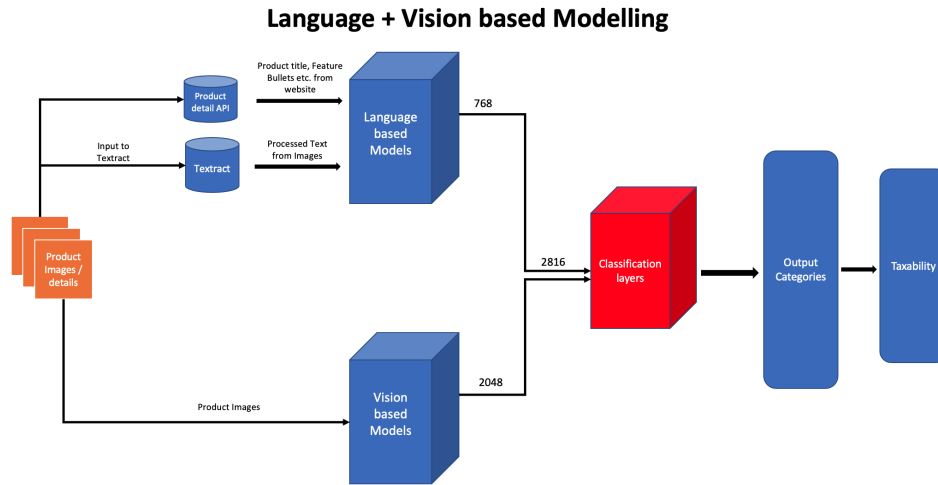 Language + Vision based Modelling
Product title, Feature
Bullets etc. from
website
Product
detail API
768
Language
based
Models
Input to
Textract
Processed Text
from Images
Textract
Product
Images /
details
2816
Classification
layers
Output
Categories
Taxability
2048
Vision
based
Models
Product Images